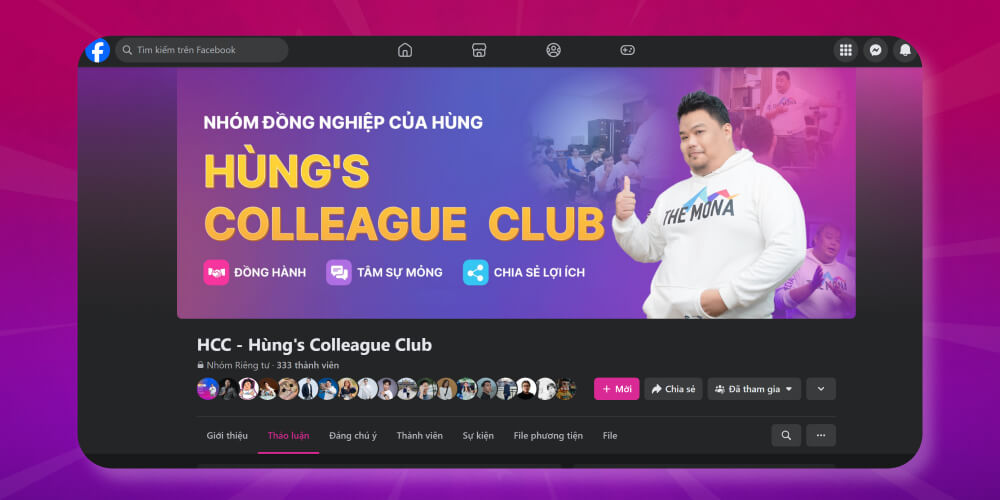 Tìm kiếm trên Facebook
NHÓM ĐỒNG NGHIỆP CỦA HÙNG
HÙNG'S
COLLEAGUE CLUB
ĐỒNG HÀNH
TÂM SỰ MỎNG
CHIA SẺ LỢI ÍCH
THE MONA
HCC - Hùng's Colleague Club
Nhóm Riêng tư · 333 thành viên
+ Mời
Chia sẻ
Đã tham gia
Giới thiệu
Thảo luận
Đáng chú ý
Thành viên
Sự kiện
File phương tiện
File